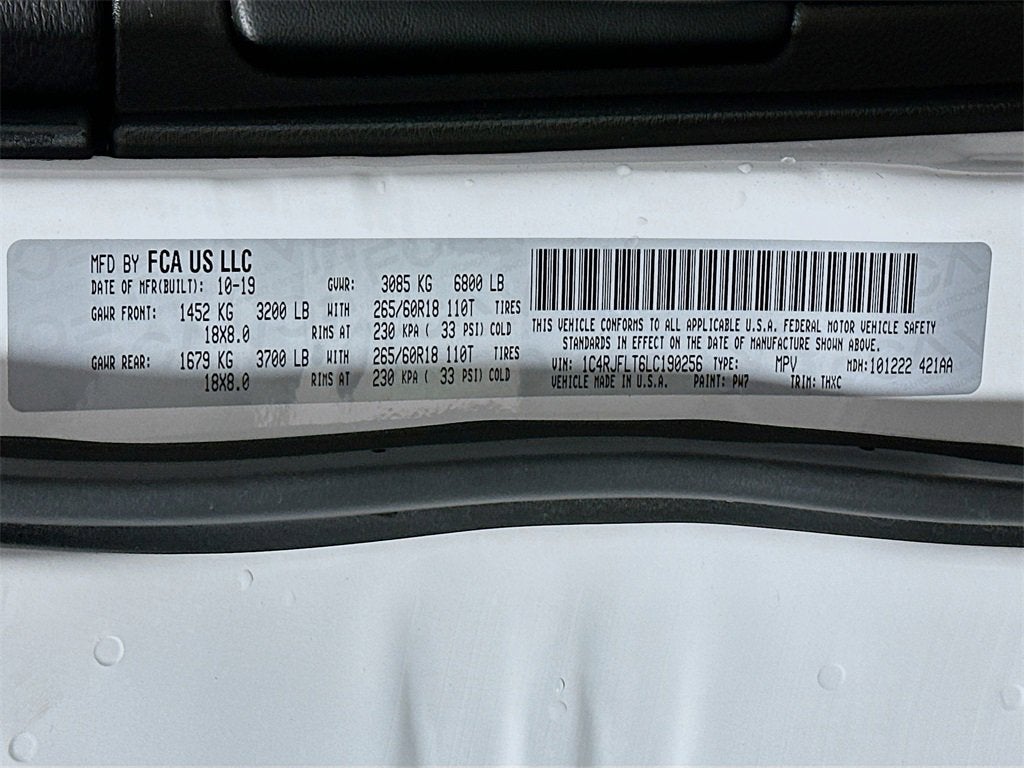 MFD BY FCA US LLC
DATE OF MFR(BUILT): 10-19 GVWR: 3085 KG 6800 LB
GAWR FRONT: 1452 KG 3200 LB WITH 265/60R18 110T TIRES
18X8.0 RIMS AT 230 KPA ( 33 PSI) COLD
GAWR REAR: 1679 KG 3700 LB WITH 265/60R18 110T TIRES
18X8.0 RIMS AT 230 KPA ( 33 PSI) COLD
THIS VEHICLE CONFORMS TO ALL APPLICABLE U.S.A. FEDERAL MOTOR VEHICLE SAFETY
STANDARDS IN EFFECT ON THE DATE OF MANUFACTURE SHOWN ABOVE.
VIN: 1C4RJFLT6LC190256 TYPE: MPV MDH: 101222 421AA
VEHICLE MADE IN U.S.A. PAINT: PW7 TRIM: THXC